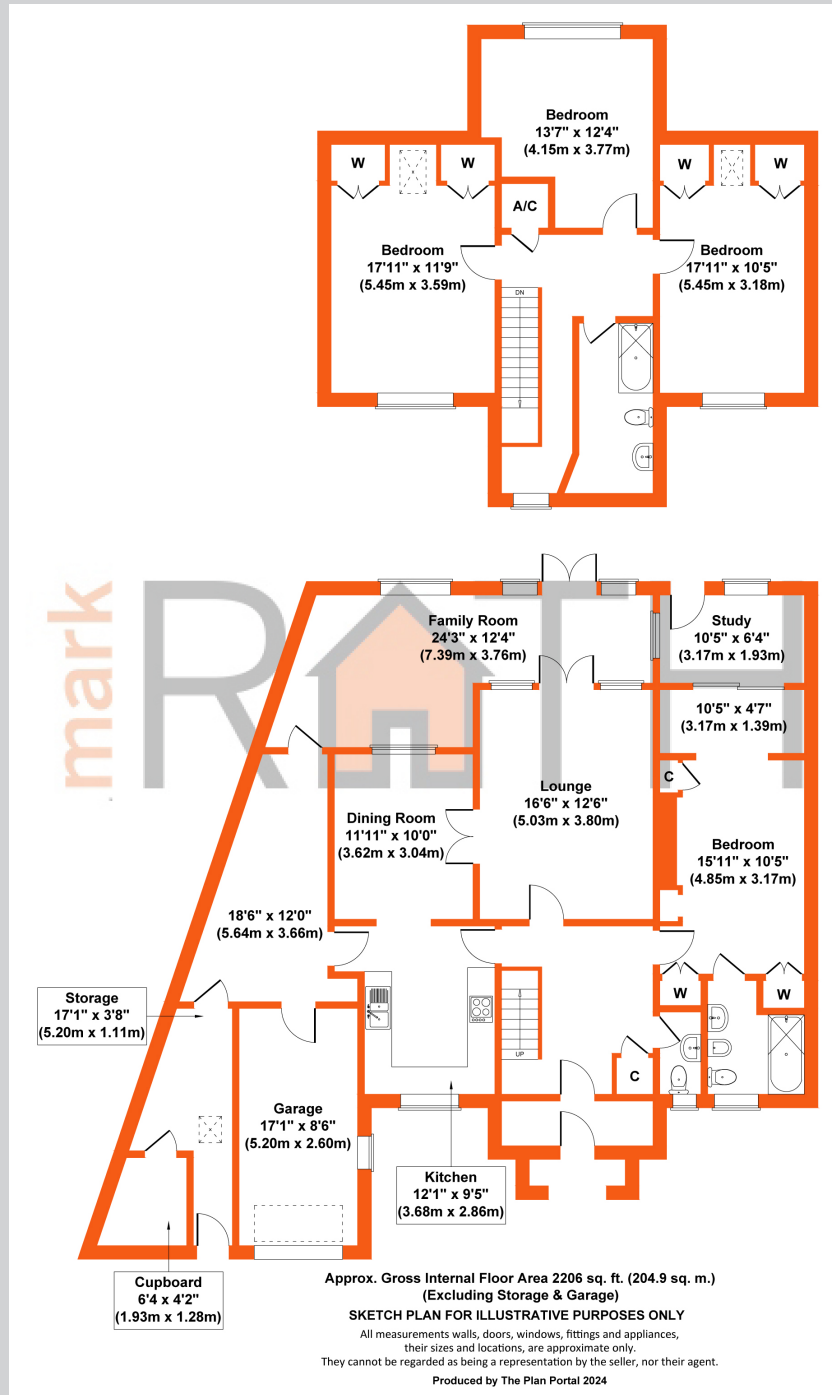 Bedroom
13'7" x 12'4"
(4.15m x 3.77m)
W
W
W
W
A/C
Bedroom
17'11" x 11'9"
(5.45m x 3.59m)
Bedroom
17'11" x 10'5"
(5.45m x 3.18m)
DN
mark
RATT
Family Room
24'3" x 12'4"
(7.39m x 3.76m)
Study
10'5" x 6'4"
(3.17m x 1.93m)
10'5" x 4'7"
(3.17m x 1.39m)
C
Lounge
16'6" x 12'6"
(5.03m x 3.80m)
Dining Room
11'11" x 10'0"
(3.62m x 3.04m)
Bedroom
15'11" x 10'5"
(4.85m x 3.17m)
18'6" x 12'0"
(5.64m x 3.66m)
Storage
17'1" x 3'8"
(5.20m x 1.11m)
W
W
UP
C
Garage
17'1" x 8'6"
(5.20m x 2.60m)
Kitchen
12'1" x 9'5"
(3.68m x 2.86m)
Cupboard
6'4 x 4'2"
(1.93m x 1.28m)
Approx. Gross Internal Floor Area 2206 sq. ft. (204.9 sq. m.)
(Excluding Storage & Garage)
SKETCH PLAN FOR ILLUSTRATIVE PURPOSES ONLY
All measurements walls, doors, windows, fittings and appliances,
their sizes and locations, are approximate only.
They cannot be regarded as being a representation by the seller, nor their agent.
Produced by The Plan Portal 2024